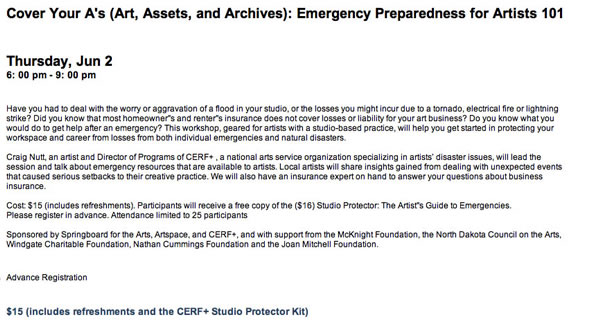 Cover Your A's (Art, Assets, and Archives): Emergency Preparedness for Artists 101
Thursday, Jun 2
6: 00 pm - 9: 00 pm
Have you had to deal with the worry or aggravation of a flood in your studio, or the losses you might incur due to a tornado, electrical fire or lightning
strike? Did you know that most homeowner"s and renter"s insurance does not cover losses or liability for your art business? Do you know what you
would do to get help after an emergency? This workshop, geared for artists with a studio-based practice, will help you get started in protecting your
workspace and career from losses from both individual emergencies and natural disasters.
Craig Nutt, an artist and Director of Programs of CERF+ , a national arts service organization specializing in artists' disaster issues, will lead the
session and talk about emergency resources that are available to artists. Local artists will share insights gained from dealing with unexpected events
that caused serious setbacks to their creative practice. We will also have an insurance expert on hand to answer your questions about business
insurance.
Cost: $15 (includes refreshments). Participants will receive a free copy of the ($16) Studio Protector: The Artist"s Guide to Emergencies.
Please register in advance. Attendance limited to 25 participants
Sponsored by Springboard for the Arts, Artspace, and CERF+, and with support from the McKnight Foundation, the North Dakota Council on the Arts,
Windgate Charitable Foundation, Nathan Cummings Foundation and the Joan Mitchell Foundation.
Advance Registration
$15 (includes refreshments and the CERF+ Studio Protector Kit)